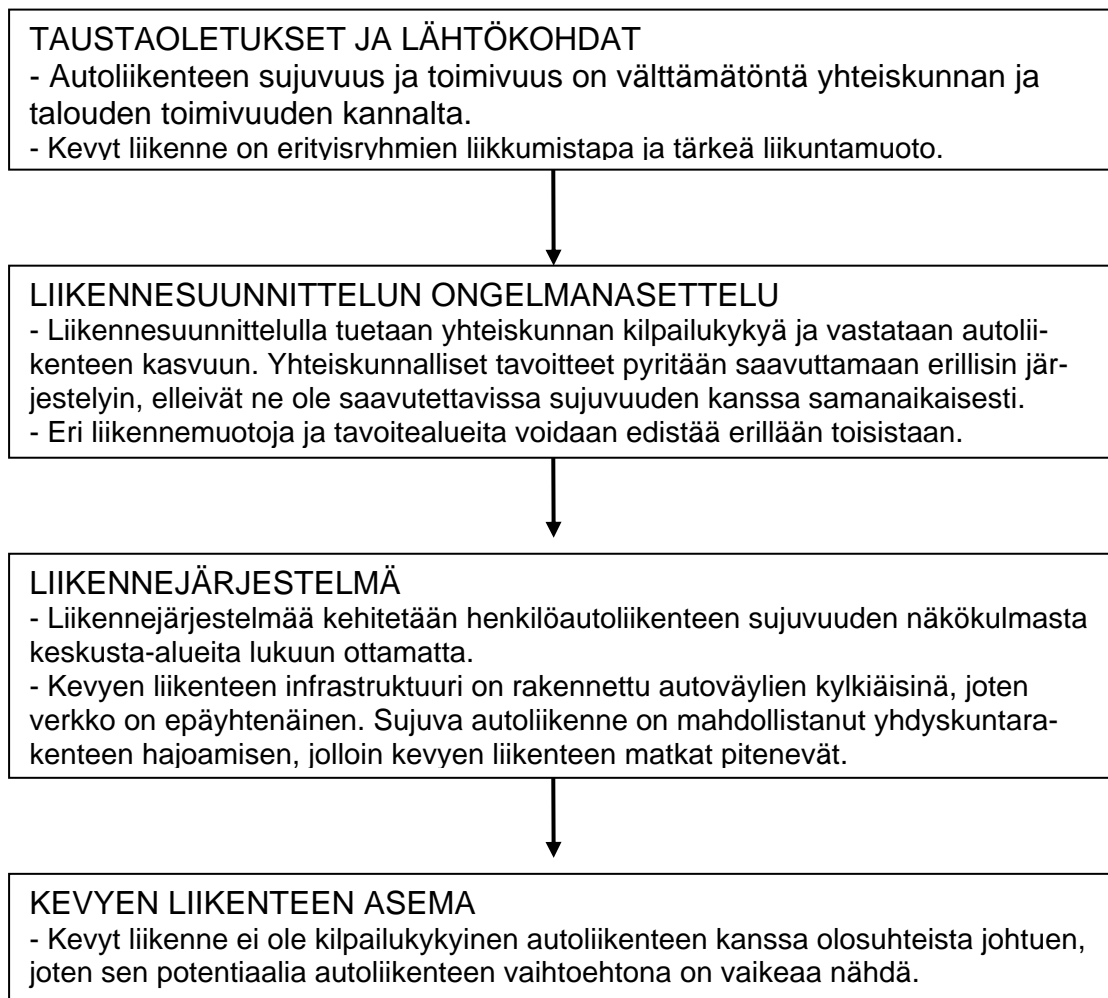 TAUSTAOLETUKSET JA LÄHTÖKOHDAT
- Autoliikenteen sujuvuus ja toimivuus on välttämätöntä yhteiskunnan ja
talouden toimivuuden kannalta.
- Kevyt liikenne on erityisryhmien liikkumistapa ja tärkeä liikuntamuoto.
LIIKENNESUUNNITTELUN ONGELMANASETTELU
- Liikennesuunnittelulla tuetaan yhteiskunnan kilpailukykyä ja vastataan autolii-
kenteen kasvuun. Yhteiskunnalliset tavoitteet pyritään saavuttamaan erillisin jär-
jestelyin, elleivät ne ole saavutettavissa sujuvuuden kanssa samanaikaisesti.
- Eri liikennemuotoja ja tavoitealueita voidaan edistää erillään toisistaan.
LIIKENNEJÄRJESTELMÄ
- Liikennejärjestelmää kehitetään henkilöautoliikenteen sujuvuuden näkökulmasta
keskusta-alueita lukuun ottamatta.
- Kevyen liikenteen infrastruktuuri on rakennettu autoväylien kylkiäisinä, joten
verkko on epäyhtenäinen. Sujuva autoliikenne on mahdollistanut yhdyskuntara-
kenteen hajoamisen, jolloin kevyen liikenteen matkat pitenevät.
KEVYEN LIIKENTEEN ASEMA
- Kevyt liikenne ei ole kilpailukykyinen autoliikenteen kanssa olosuhteista johtuen,
joten sen potentiaalia autoliikenteen vaihtoehtona on vaikeaa nähdä.